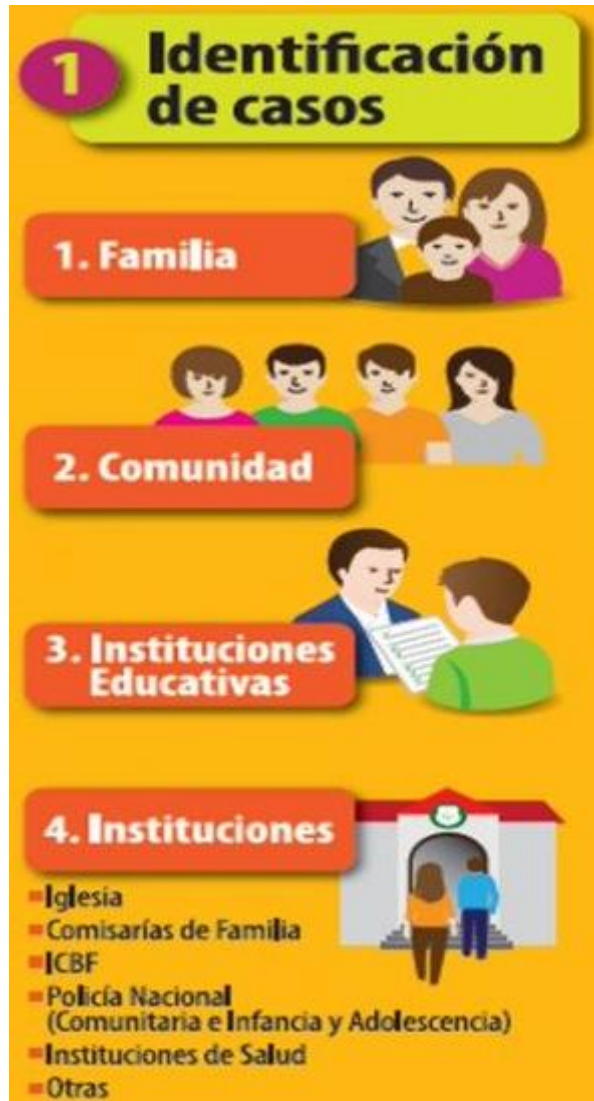 1
Identificación
de casos
1. Familia
2. Comunidad
3. Instituciones
Educativas
4. Instituciones
Iglesia
Comisarías de Familia
ICBF
Policía Nacional
(Comunitaria e Infancia y Adolescencia)
Instituciones de Salud
Otras